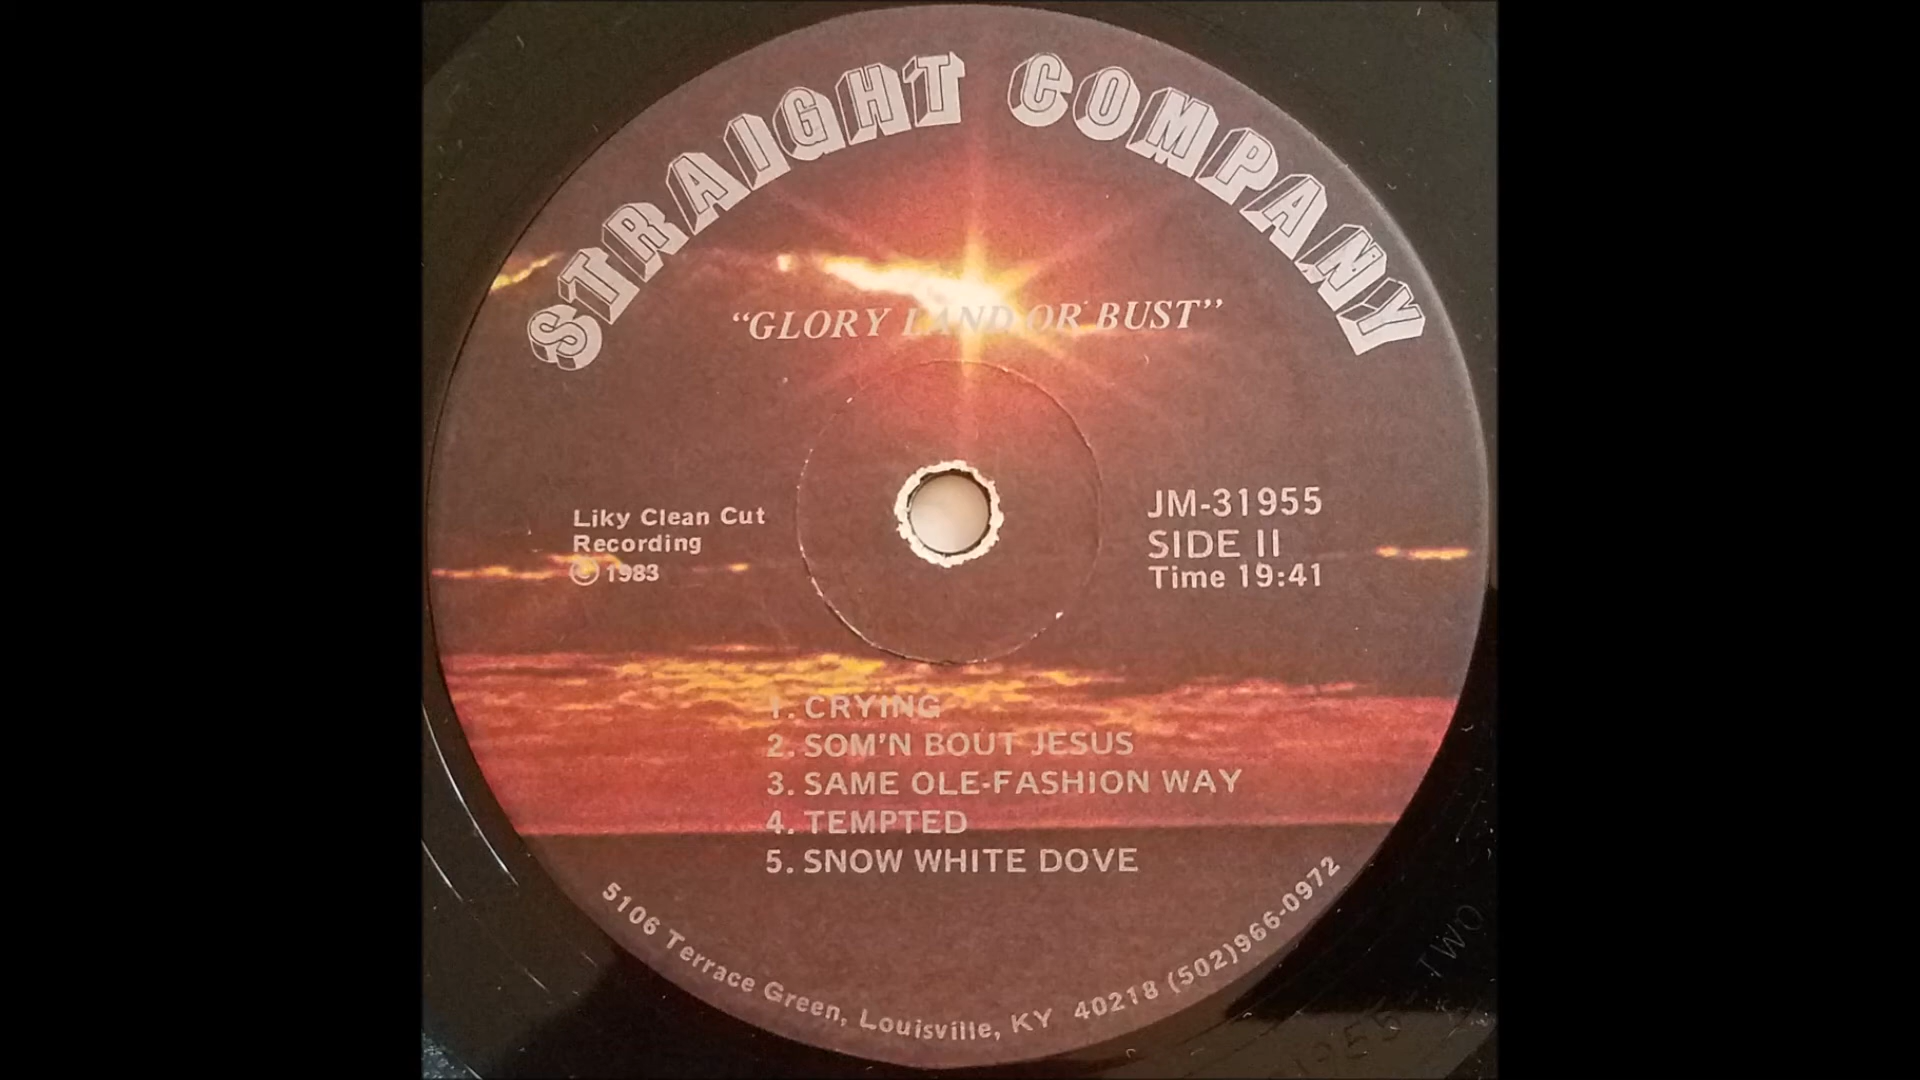 STRAIGHT COMPANY
“GLORY LAND OR BUST”
Liky Clean Cut
Recording
© 1983
JM-31955
SIDE II
Time 19:41
1. CRYING
2. SOM'N BOUT JESUS
3. SAME OLE-FASHION WAY
4. TEMPTED
5. SNOW WHITE DOVE
5106 Terrace Green, Louisville, KY 40218 (502)966-0972
TWO